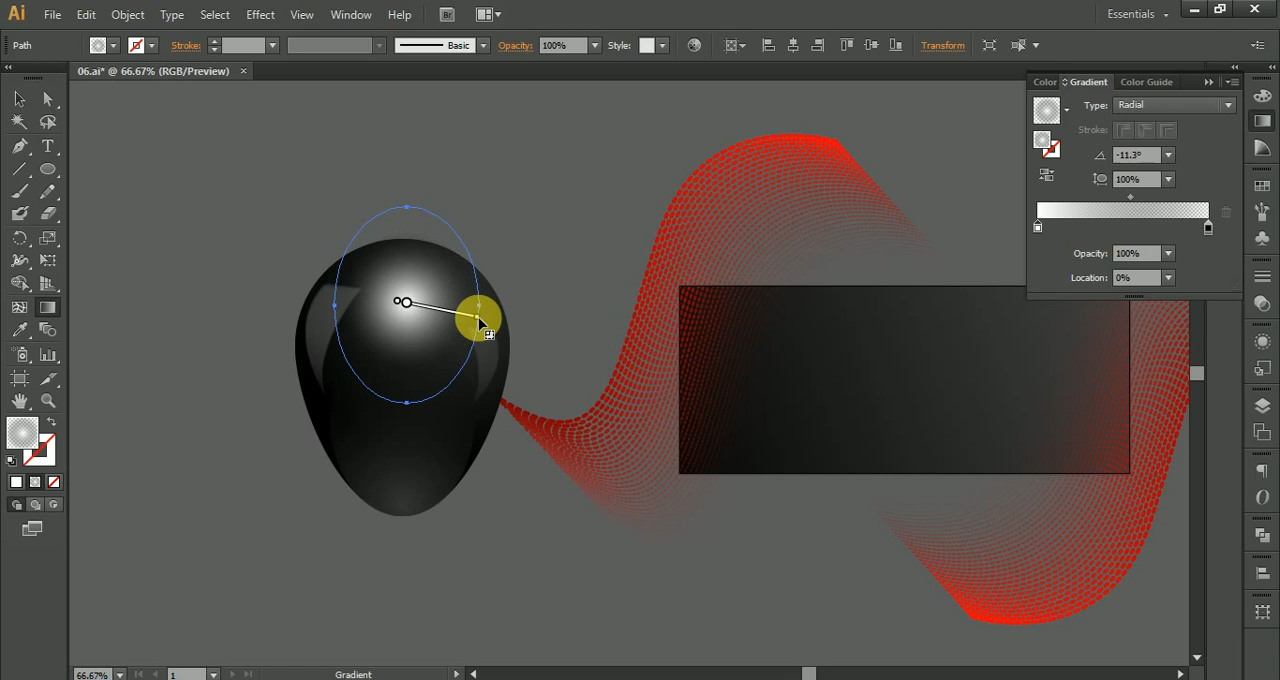 Ai File Edit Object Type Select Effect View Window Help Br Essentials
Path Stroke: Basic Opacity: 100% Style: Transform
06.ai* @ 66.67% (RGB/Preview) ×
Color Gradient Color Guide
Type: Radial
Stroke:
-11.3°
100%
Opacity: 100%
Location: 0%
66.67% 1 Gradient